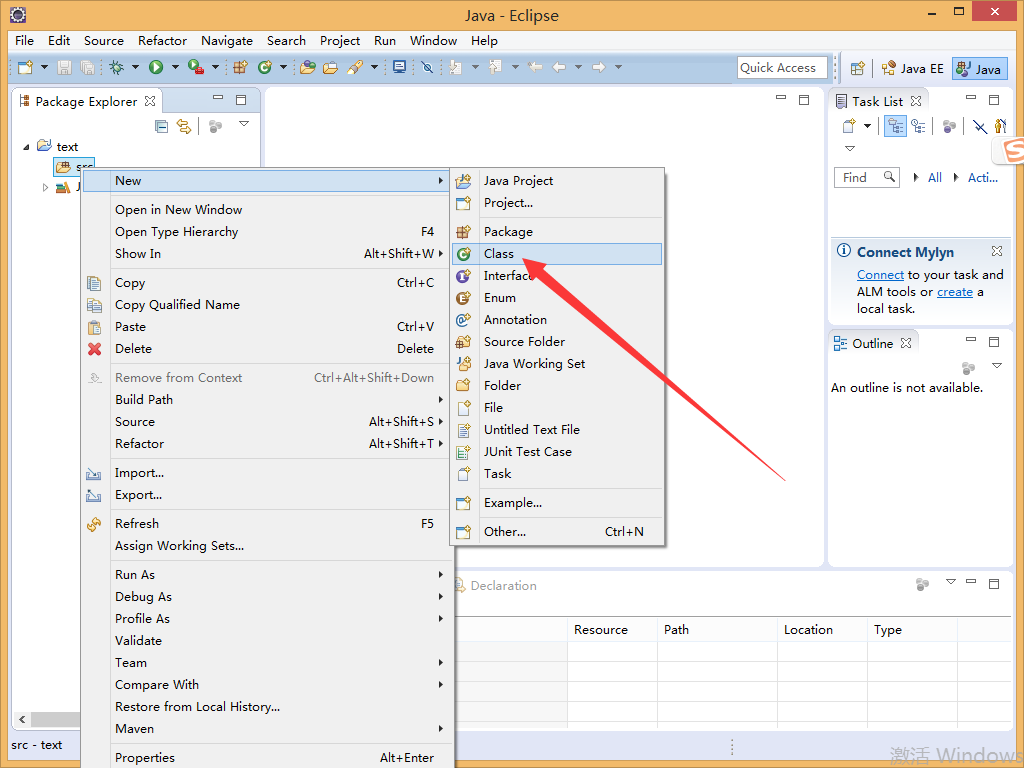 Java - Eclipse
File Edit Source Refactor Navigate Search Project Run Window Help
Quick Access
Java EE
Java
Package Explorer
text
src
New
Open in New Window
Open Type Hierarchy F4
Show In Alt+Shift+W
Copy Ctrl+C
Copy Qualified Name
Paste Ctrl+V
Delete Delete
Remove from Context Ctrl+Alt+Shift+Down
Build Path
Source Alt+Shift+S
Refactor Alt+Shift+T
Import...
Export...
Refresh F5
Assign Working Sets...
Run As
Debug As
Profile As
Validate
Team
Compare With
Restore from Local History...
Maven
Properties Alt+Enter
Java Project
Project...
Package
Class
Interface
Enum
Annotation
Source Folder
Java Working Set
Folder
File
Untitled Text File
JUnit Test Case
Task
Example...
Other... Ctrl+N
Task List
Find
All
Acti...
Connect Mylyn
Connect to your task and
ALM tools or create a
local task.
Outline
An outline is not available.
Declaration
Resource Path Location Type
src - text
激活 Windows